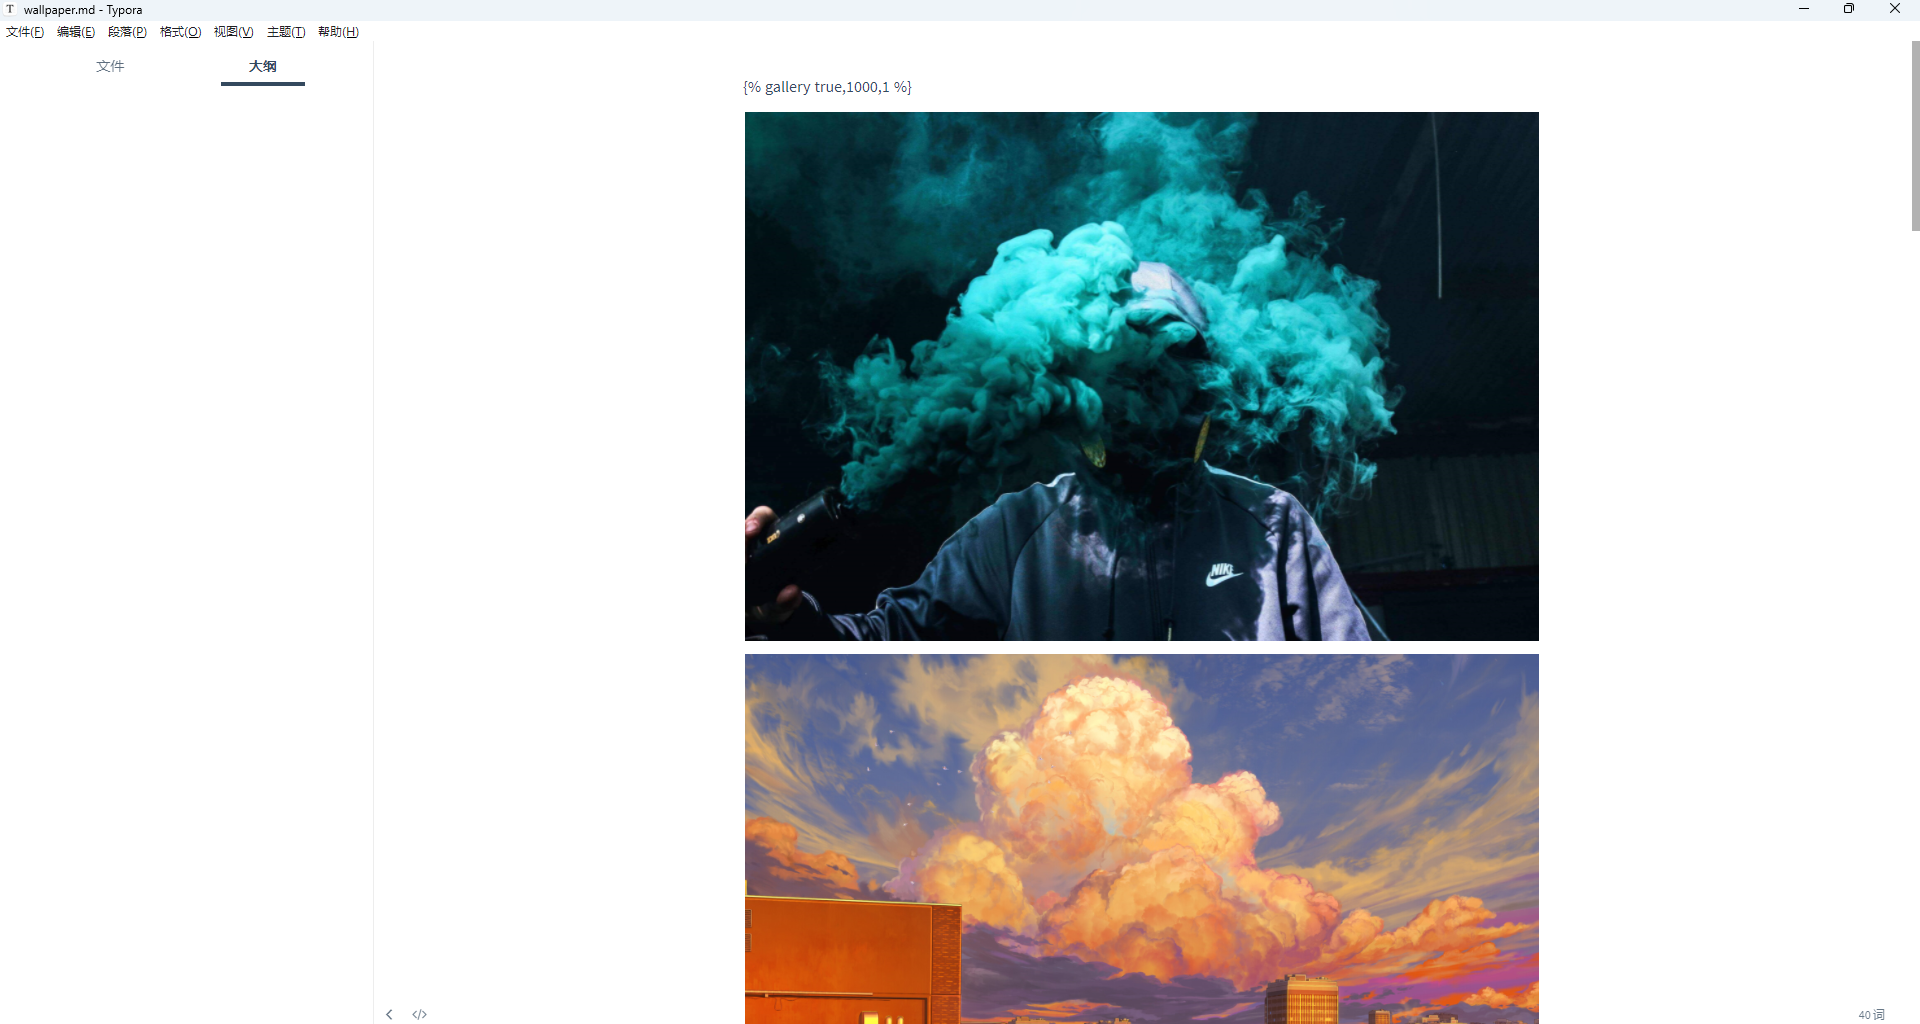 wallpaper.md - Typora
文件(F) 编辑(E) 段落(P) 格式(O) 视图(V) 主题(T) 帮助(H)
文件 大纲
{% gallery true,1000,1 %}
NIKE
40 词